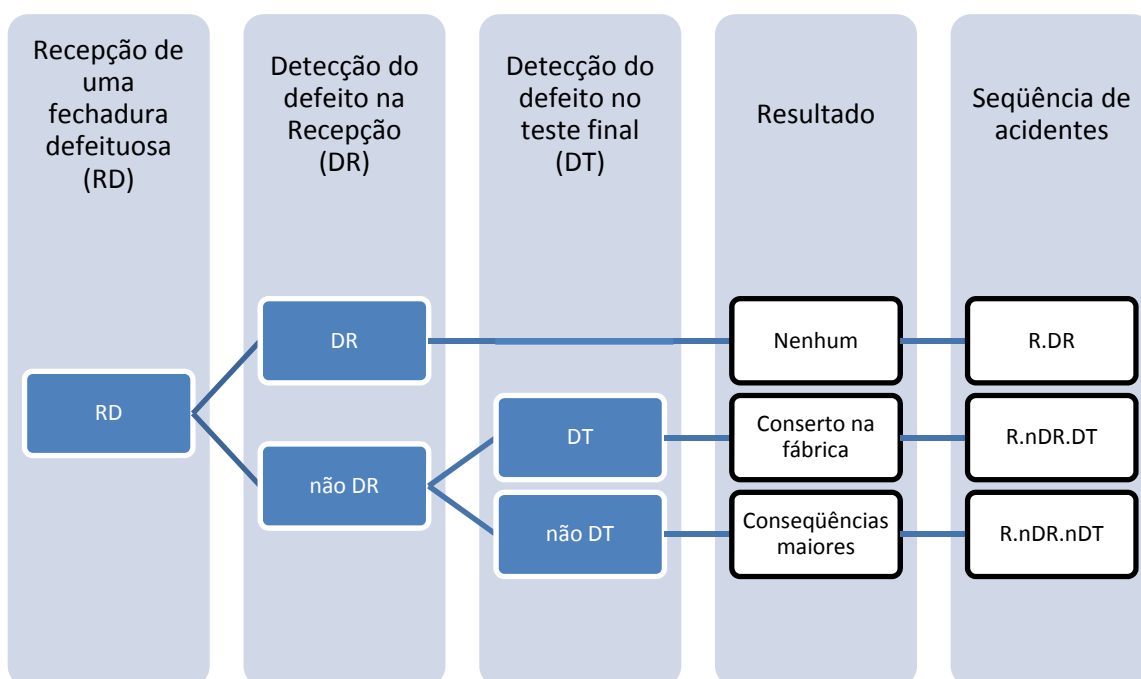 Recepção de
uma
fechadura
defeituosa
(RD)
Detecção do
defeito na
Recepção
(DR)
Detecção do
defeito no
teste final
(DT)
Resultado
Seqüência de
acidentes
RD
DR
não DR
DT
não DT
Nenhum
Conserto na
fábrica
Conseqüências
maiores
R.DR
R.nDR.DT
R.nDR.nDT